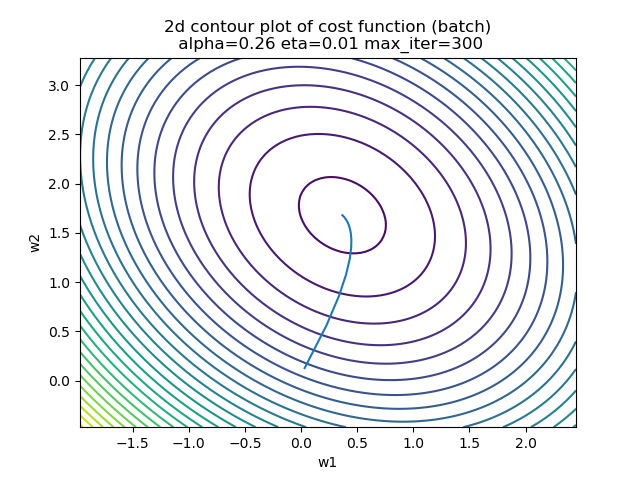 2d contour plot of cost function (batch)
alpha=0.26 eta=0.01 max_iter=300
w2
3.0
2.5
2.0
1.5
1.0
0.5
0.0
−1.5 −1.0 −0.5 0.0 0.5 1.0 1.5 2.0
w1